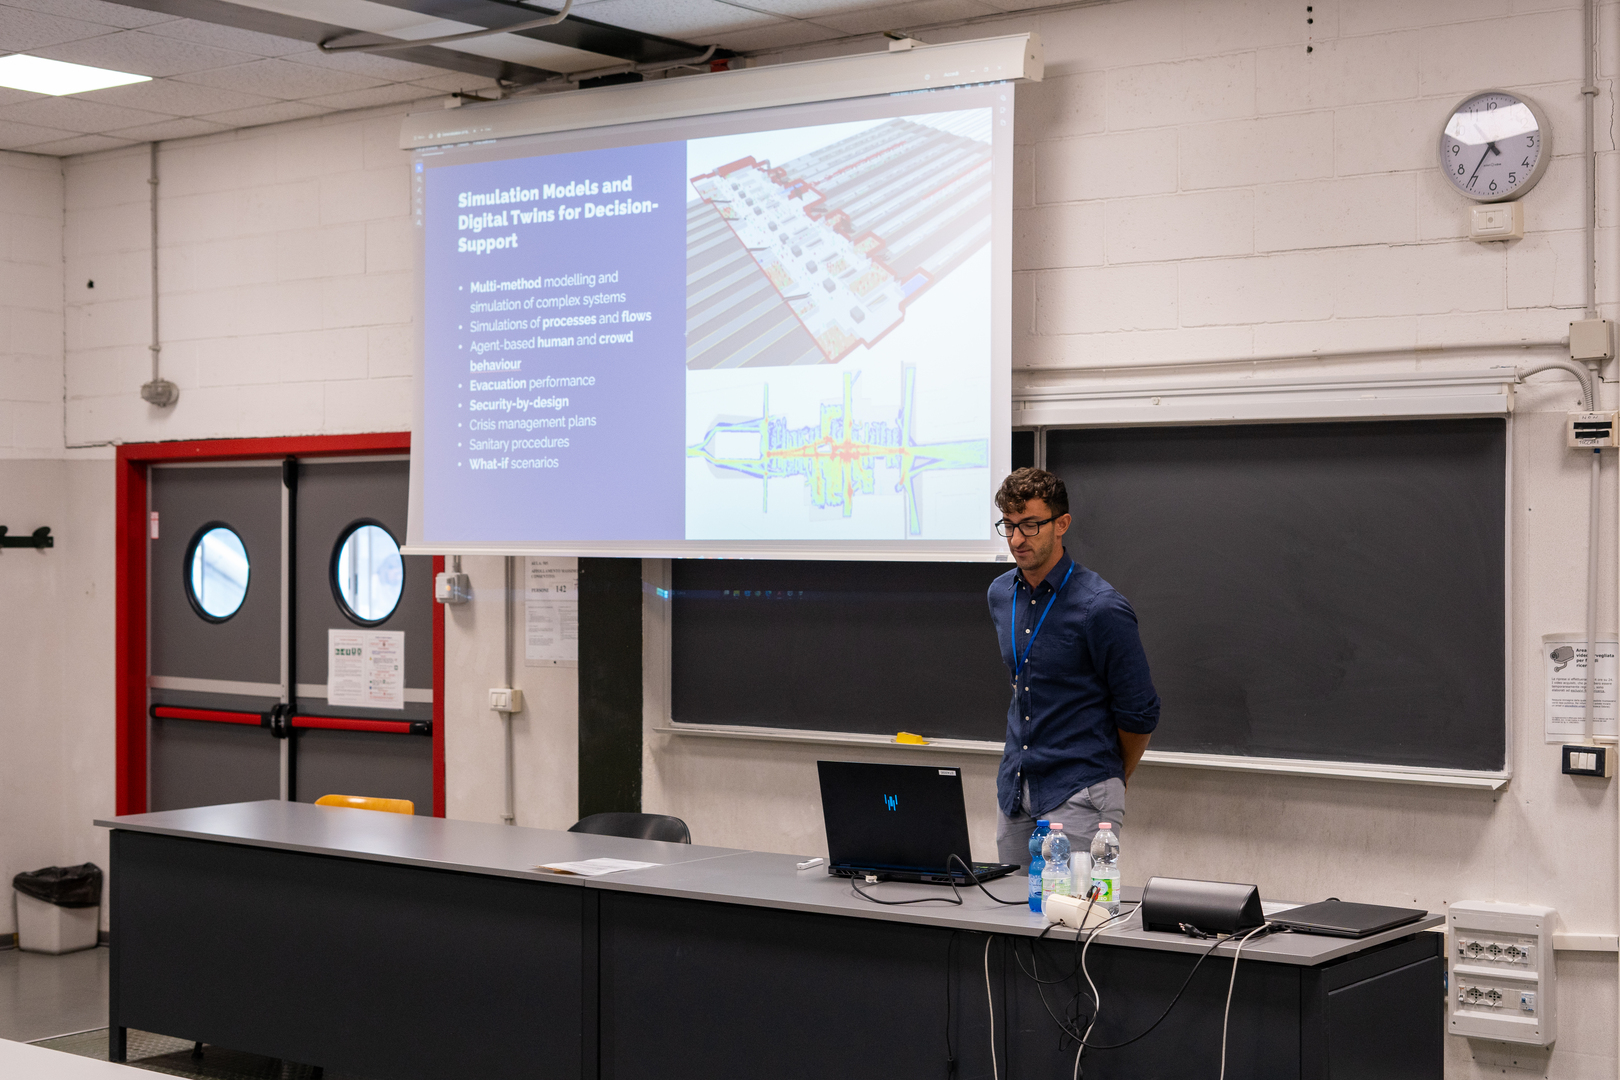 Simulation Models and
Digital Twins for Decision-
Support
• Multi-method modelling and
simulation of complex systems
• Simulations of processes and flows
• Agent-based human and crowd
behaviour
• Evacuation performance
• Security-by-design
• Crisis management plans
• Sanitary procedures
• What-if scenarios
142